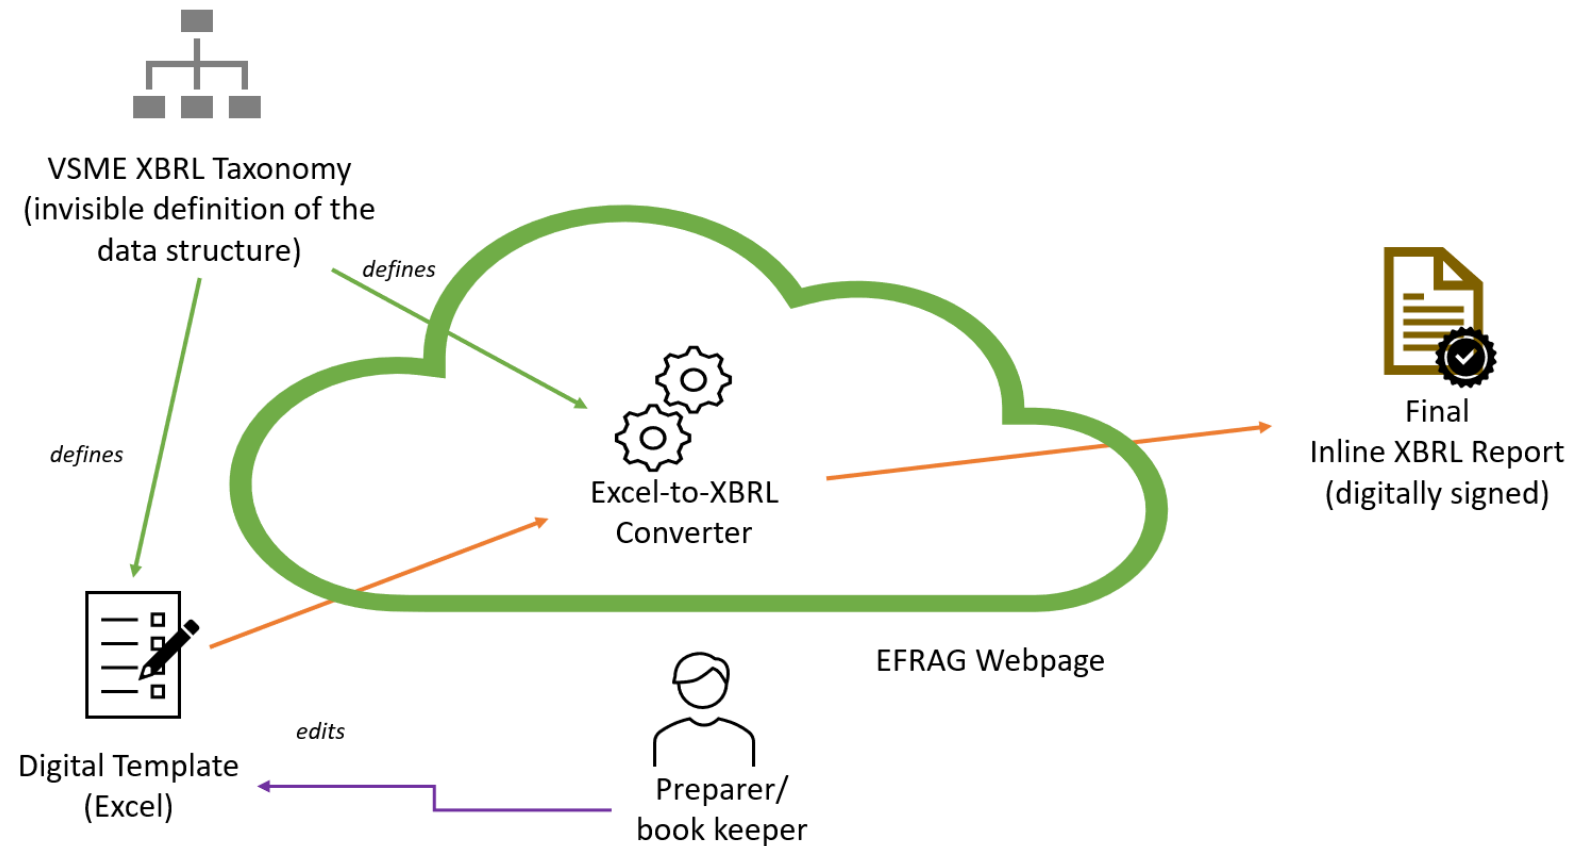 VSME XBRL Taxonomy
(invisible definition of the
data structure)
defines
defines
Excel-to-XBRL
Converter
Final
Inline XBRL Report
(digitally signed)
EFRAG Webpage
edits
Digital Template
(Excel)
Preparer/
book keeper